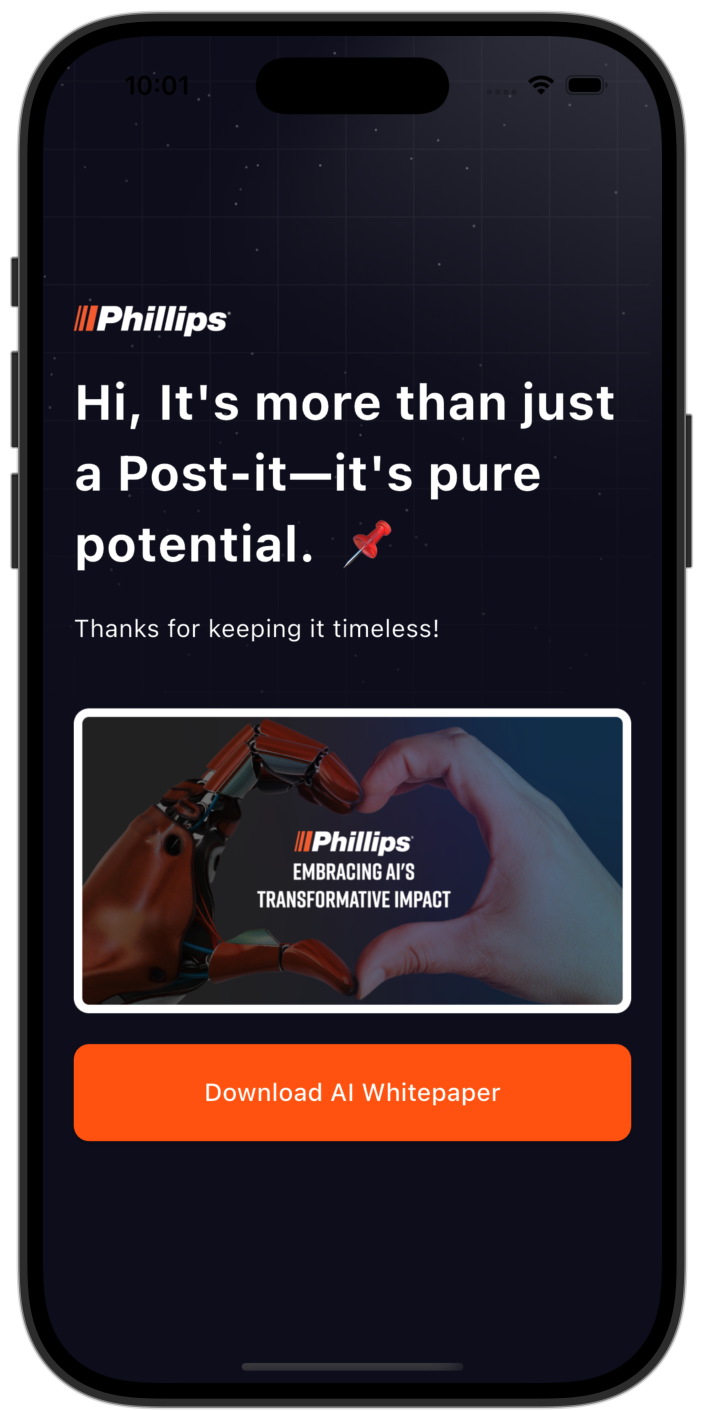 10:01
Phillips
Hi, It's more than just
a Post-it—it's pure
potential. 📌
Thanks for keeping it timeless!
Phillips
EMBRACING AI'S
TRANSFORMATIVE IMPACT
Download AI Whitepaper